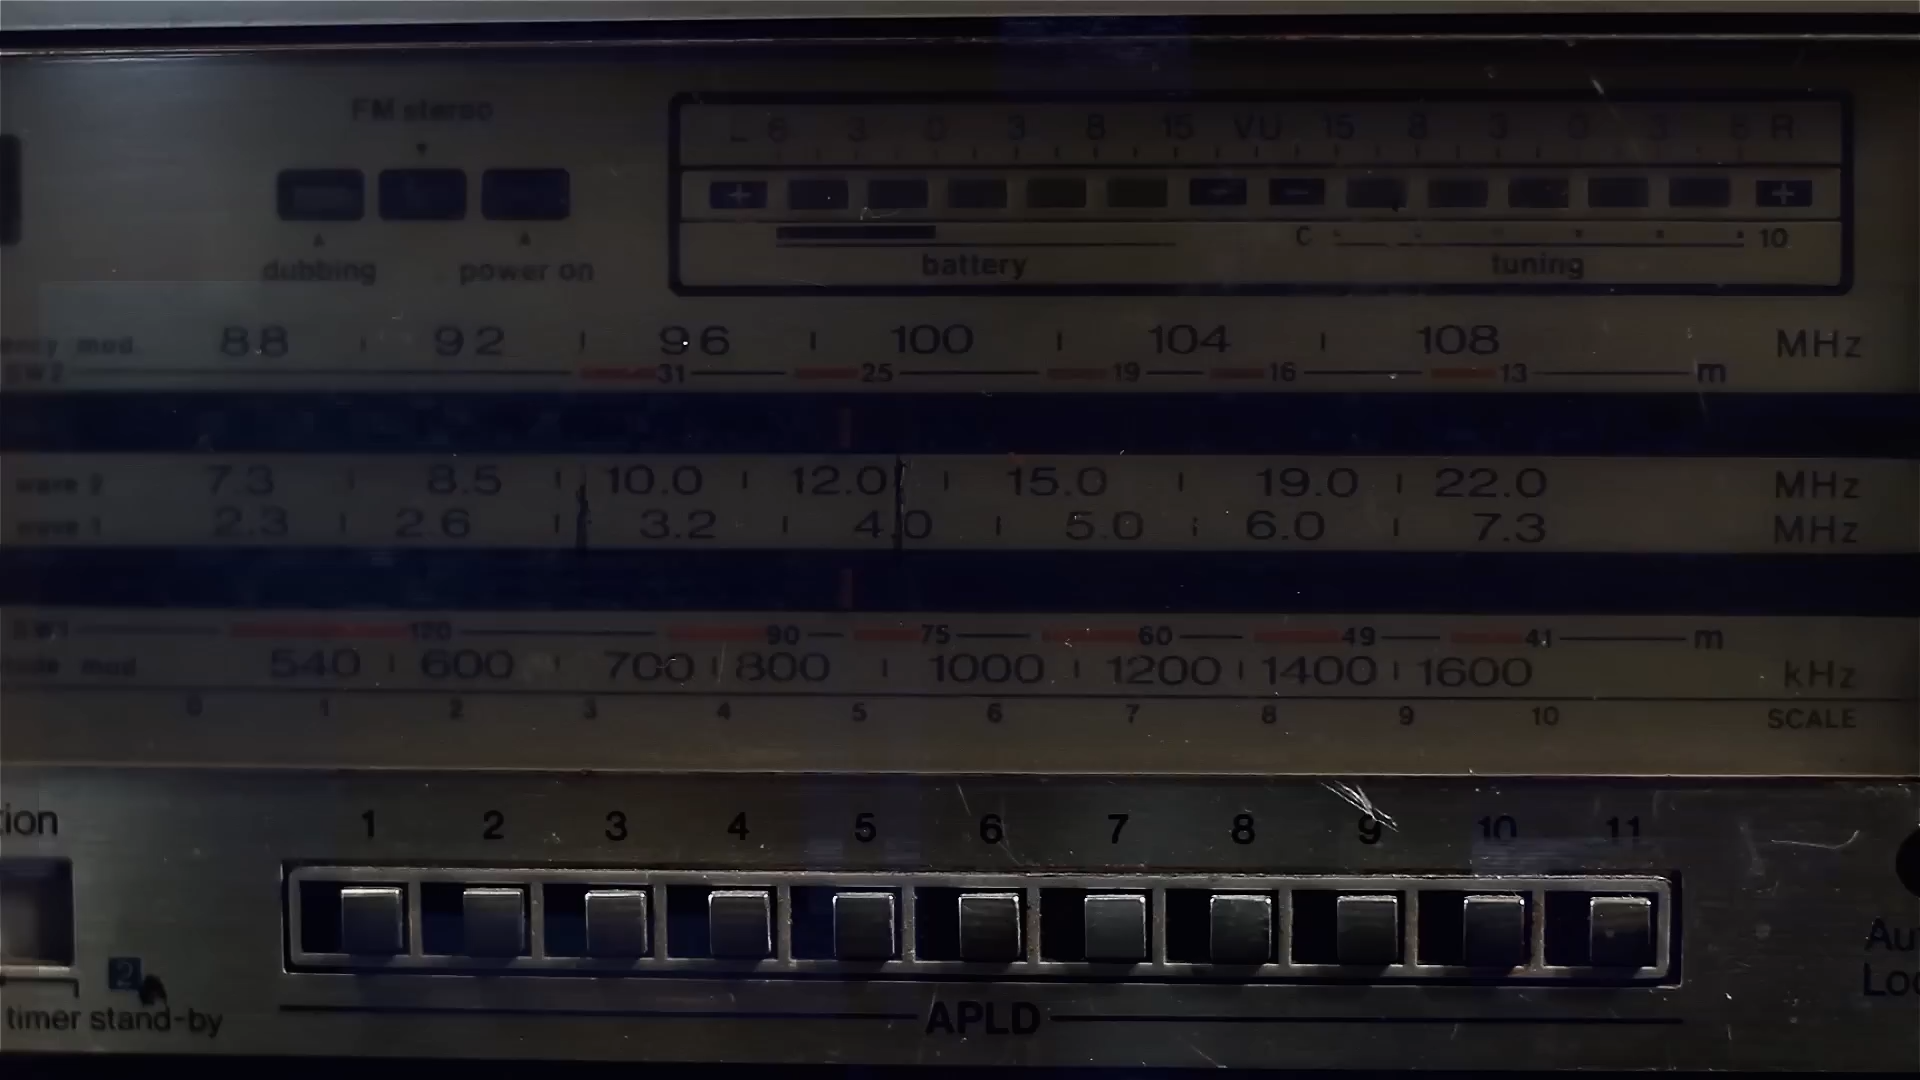 FM stereo
L 6 3 0 3 8 15 VU 15 8 3 0 3 6 R
+ - - +
dubbing power on
C 10
battery tuning
mod. 88 92 96 100 104 108 MHz
SW2 31 25 19 16 13 m
wave 2 7.3 8.5 10.0 12.0 15.0 19.0 22.0 MHz
wave 1 2.3 2.6 3.2 4.0 5.0 6.0 7.3 MHz
SW1 120 90 75 60 49 41 m
mod. 540 600 700 800 1000 1200 1400 1600 kHz
0 1 2 3 4 5 6 7 8 9 10 SCALE
tion 1 2 3 4 5 6 7 8 9 10 11
Au
Loc
2
timer stand-by
APLD